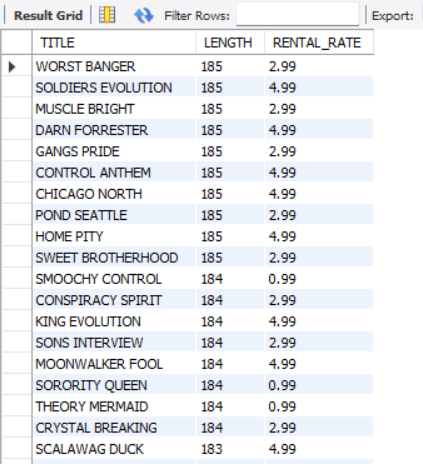 Result Grid Filter Rows: Export:
TITLE LENGTH RENTAL_RATE
WORST BANGER 185 2.99
SOLDIERS EVOLUTION 185 4.99
MUSCLE BRIGHT 185 2.99
DARN FORRESTER 185 4.99
GANGS PRIDE 185 2.99
CONTROL ANTHEM 185 4.99
CHICAGO NORTH 185 4.99
POND SEATTLE 185 2.99
HOME PITY 185 4.99
SWEET BROTHERHOOD 185 2.99
SMOOCHY CONTROL 184 0.99
CONSPIRACY SPIRIT 184 2.99
KING EVOLUTION 184 4.99
SONS INTERVIEW 184 2.99
MOONWALKER FOOL 184 4.99
SORORITY QUEEN 184 0.99
THEORY MERMAID 184 0.99
CRYSTAL BREAKING 184 2.99
SCALAWAG DUCK 183 4.99